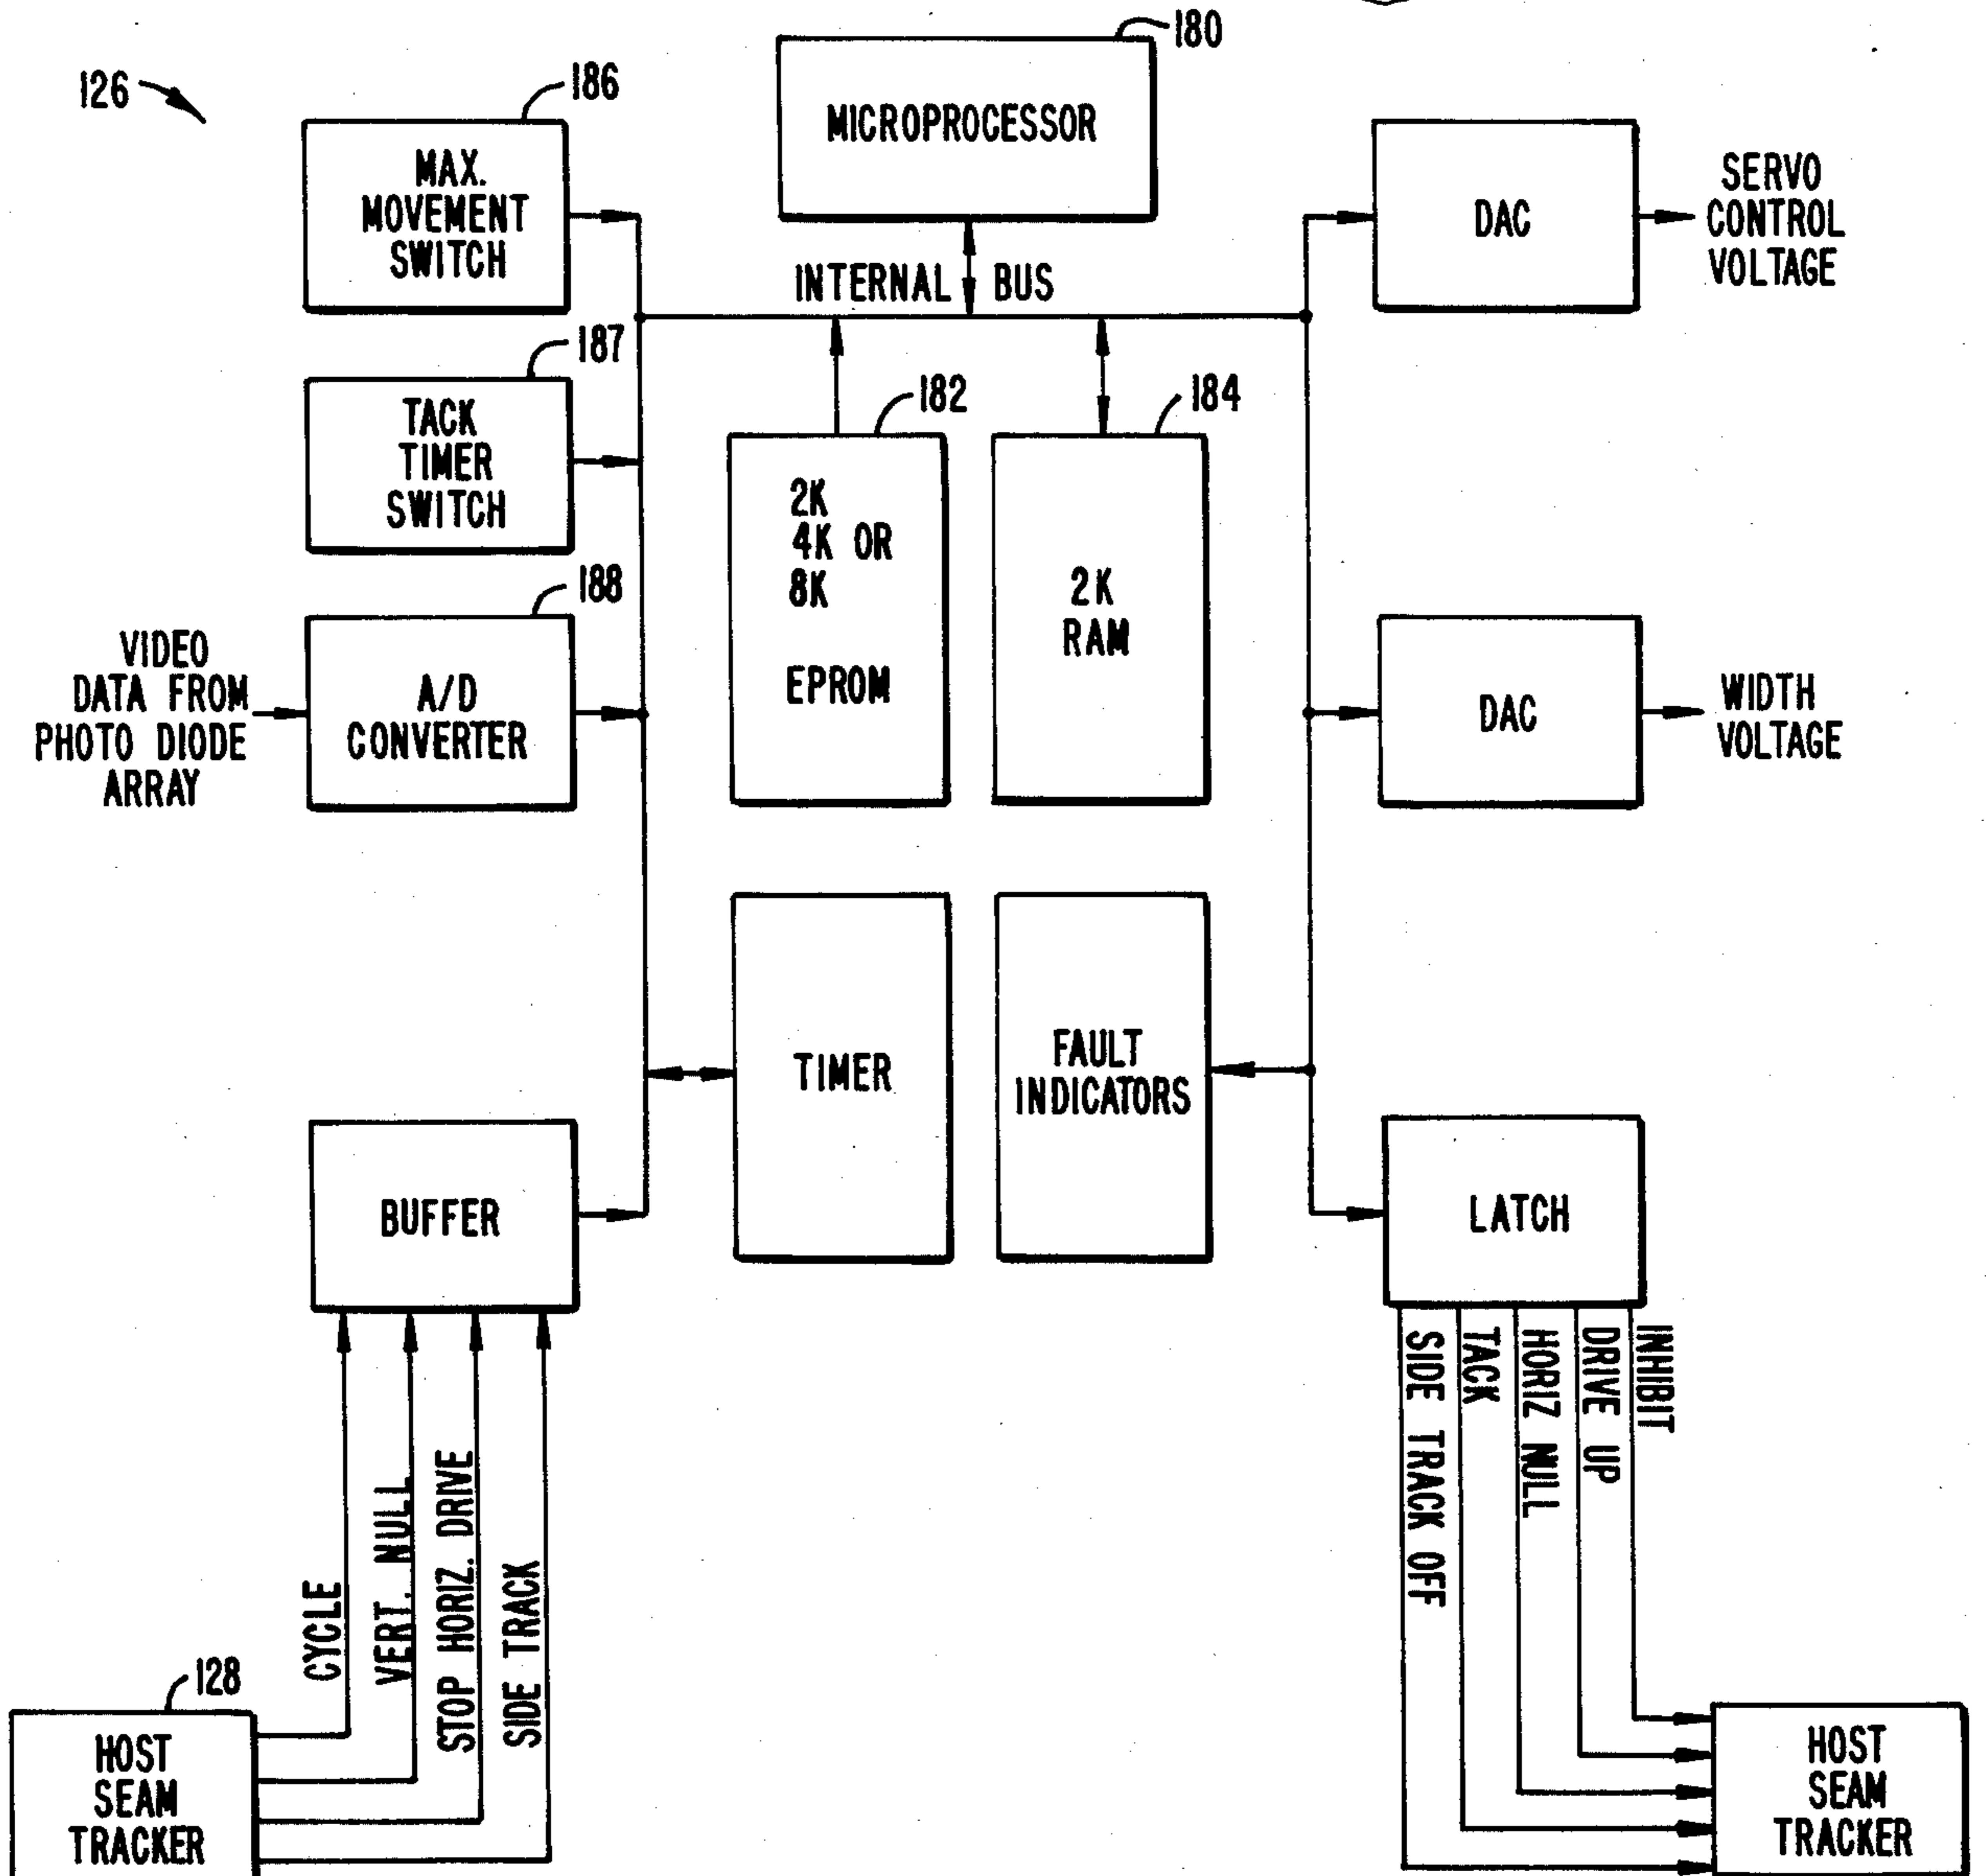 126
186
MAX.
MOVEMENT
SWITCH
180
MICROPROCESSOR
DAC
SERVO
CONTROL
VOLTAGE
INTERNAL BUS
187
TACK
TIMER
SWITCH
182
2K
4K OR
8K
EPROM
184
2K
RAM
188
VIDEO
DATA FROM
PHOTO DIODE
ARRAY
A/D
CONVERTER
DAC
WIDTH
VOLTAGE
TIMER
FAULT
INDICATORS
BUFFER
LATCH
CYCLE
VERT. NULL
STOP HORIZ. DRIVE
SIDE TRACK
SIDE TRACK OFF
TACK
HORIZ NULL
DRIVE UP
INHIBIT
128
HOST
SEAM
TRACKER
HOST
SEAM
TRACKER